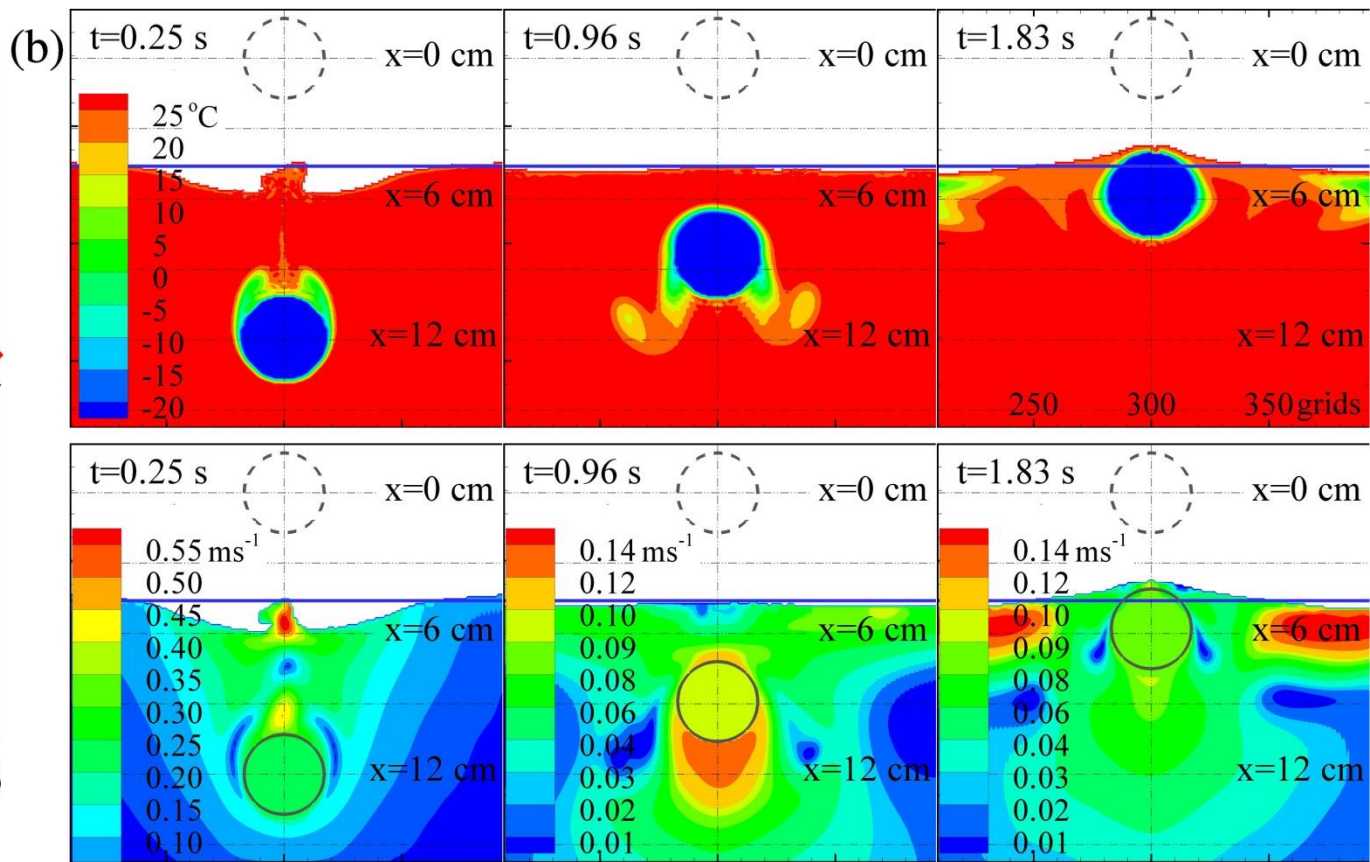 (b)
t=0.25 s
x=0 cm
25 °C
20
15
10
5
0
-5
-10
-15
-20
x=6 cm
x=12 cm
t=0.96 s
x=0 cm
x=6 cm
x=12 cm
t=1.83 s
x=0 cm
x=6 cm
x=12 cm
250 300 350 grids
t=0.25 s
x=0 cm
0.55 ms-1
0.50
0.45
0.40
0.35
0.30
0.25
0.20
0.15
0.10
x=6 cm
x=12 cm
t=0.96 s
x=0 cm
0.14 ms-1
0.12
0.10
0.09
0.08
0.06
0.04
0.03
0.02
0.01
x=6 cm
x=12 cm
t=1.83 s
x=0 cm
0.14 ms-1
0.12
0.10
0.09
0.08
0.06
0.04
0.03
0.02
0.01
x=6 cm
x=12 cm